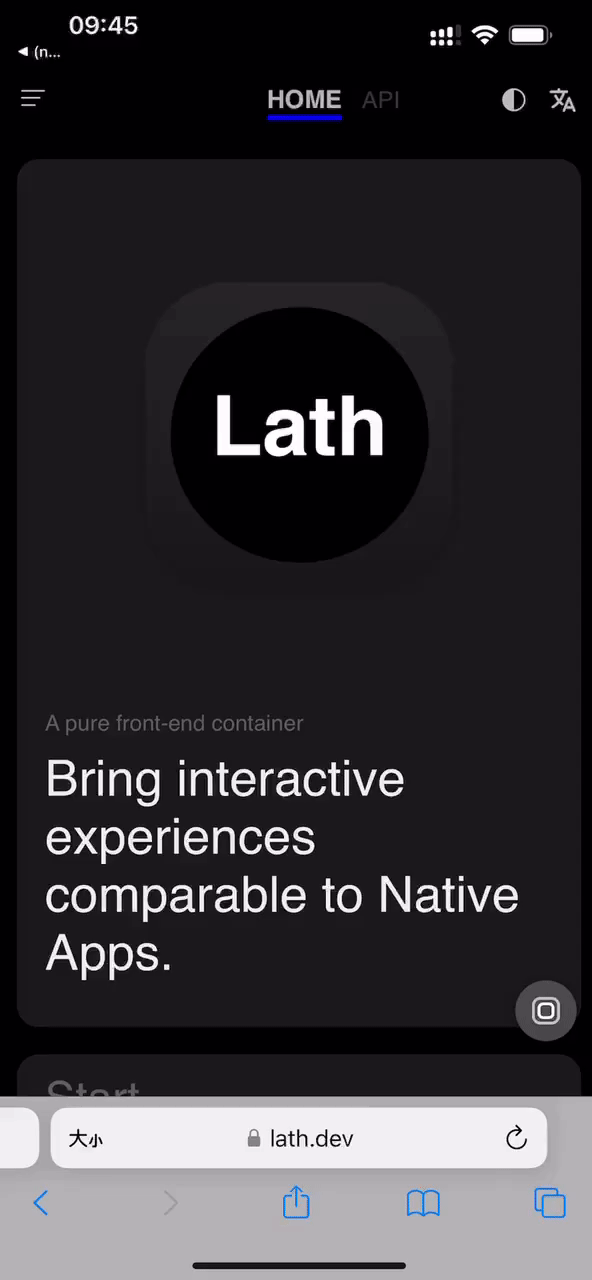 09:45
◀ (n...
HOME API
Lath
A pure front-end container
Bring interactive
experiences
comparable to Native
Apps.
Start
大小 lath.dev